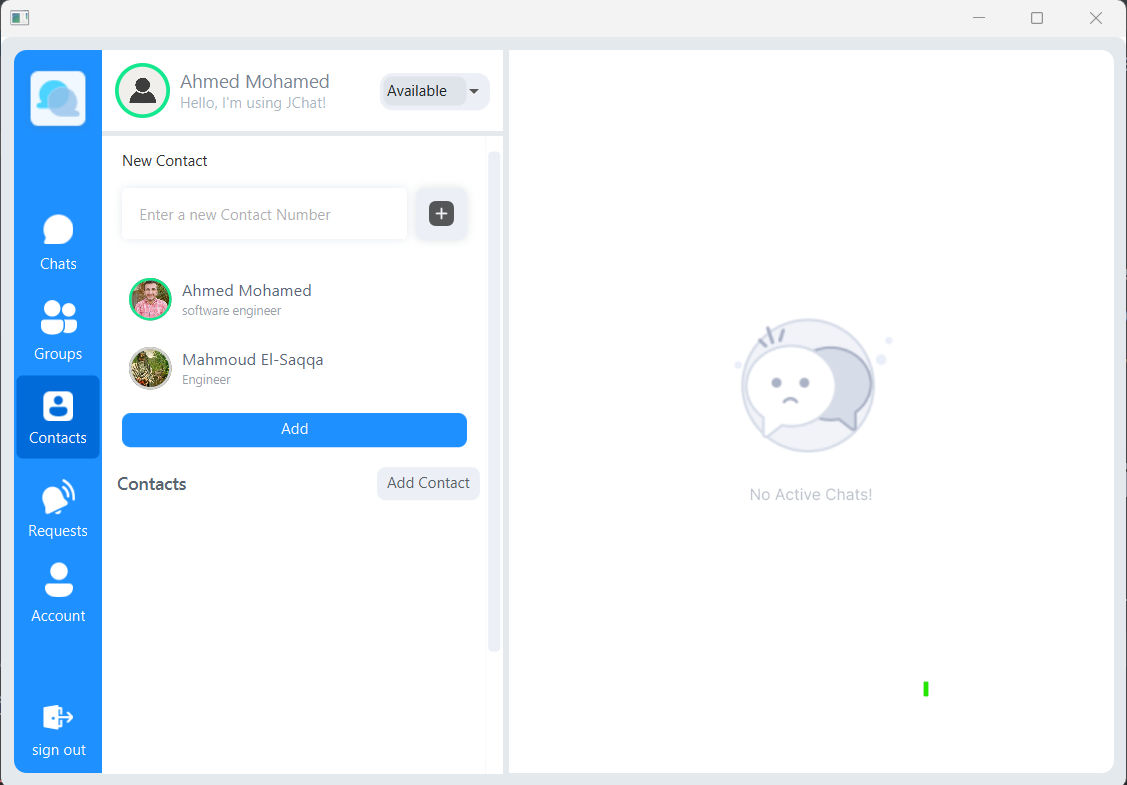 Ahmed Mohamed
Hello, I'm using JChat!
Available
Chats
Groups
Contacts
Requests
Account
sign out
New Contact
Enter a new Contact Number
Ahmed Mohamed
software engineer
Mahmoud El-Saqqa
Engineer
Add
Contacts
Add Contact
No Active Chats!